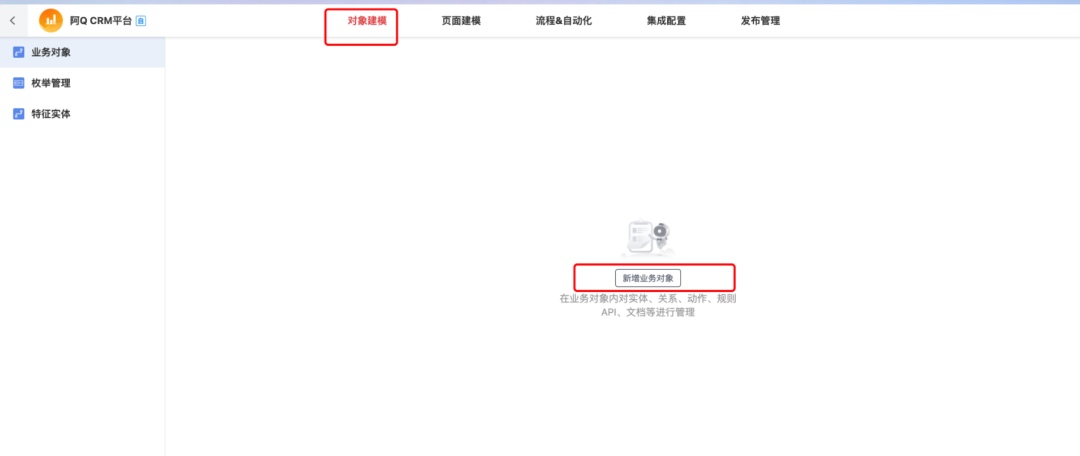 阿Q CRM平台
对象建模 页面建模 流程&自动化 集成配置 发布管理
业务对象
枚举管理
特征实体
新增业务对象
在业务对象内对实体、关系、动作、规则
API、文档等进行管理